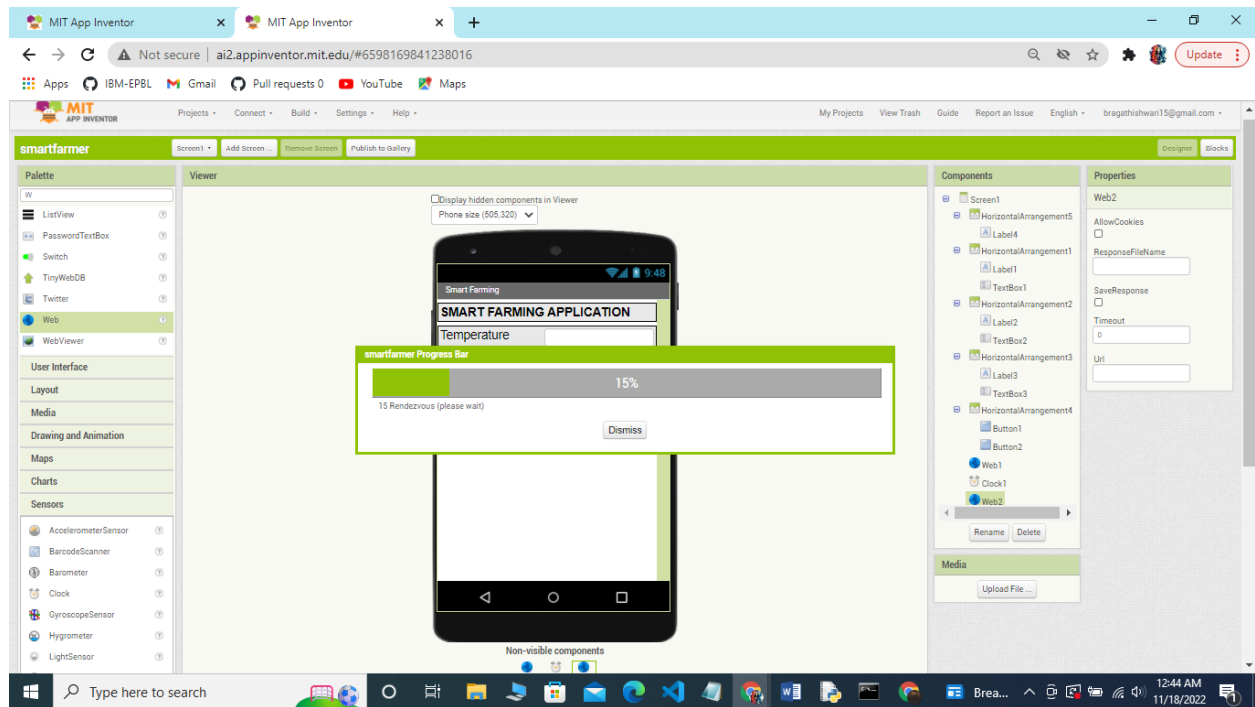 MIT App Inventor
MIT App Inventor
Not secure | ai2.appinventor.mit.edu/#6598169841238016
Update
Apps IBM-EPBL Gmail Pull requests 0 YouTube Maps
MIT APP INVENTOR
Projects Connect Build Settings Help My Projects View Trash Guide Report an Issue English bragathishwari15@gmail.com
smartfarmer Screen1 Add Screen ... Remove Screen Publish to Gallery Designer Blocks
Palette
W
ListView
PasswordTextBox
Switch
TinyWebDB
Twitter
Web
WebViewer
User Interface
Layout
Media
Drawing and Animation
Maps
Charts
Sensors
AccelerometerSensor
BarcodeScanner
Barometer
Clock
GyroscopeSensor
Hygrometer
LightSensor
Viewer
Display hidden components in Viewer
Phone size (505,320)
9:48
Smart Farming
SMART FARMING APPLICATION
Temperature
smartfarmer Progress Bar
15%
15 Rendezvous (please wait)
Dismiss
Non-visible components
Components
Screen1
HorizontalArrangement5
Label4
HorizontalArrangement1
Label1
TextBox1
HorizontalArrangement2
Label2
TextBox2
HorizontalArrangement3
Label3
TextBox3
HorizontalArrangement4
Button1
Button2
Web1
Clock1
Web2
Rename Delete
Media
Upload File ...
Properties
Web2
AllowCookies
ResponseFileName
SaveResponse
Timeout
0
Url
Type here to search
Brea...
12:44 AM
11/18/2022
1